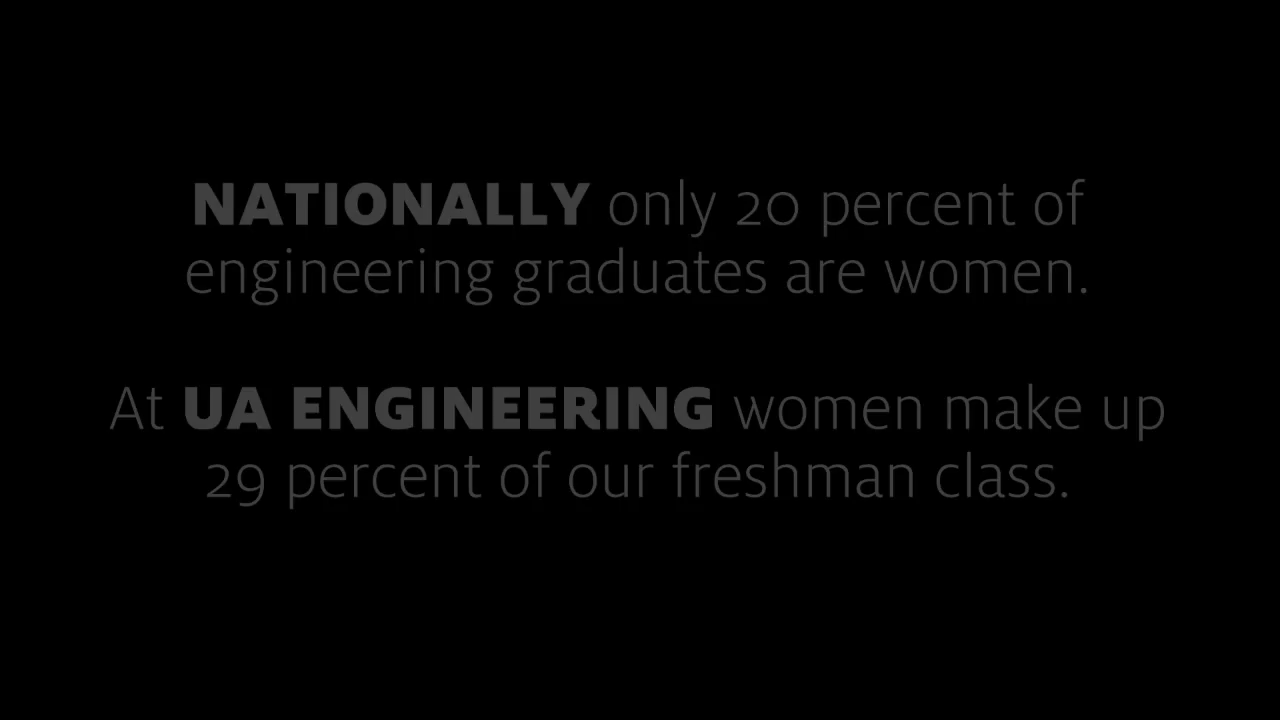 NATIONALLY only 20 percent of
engineering graduates are women.
At UA ENGINEERING women make up
29 percent of our freshman class.